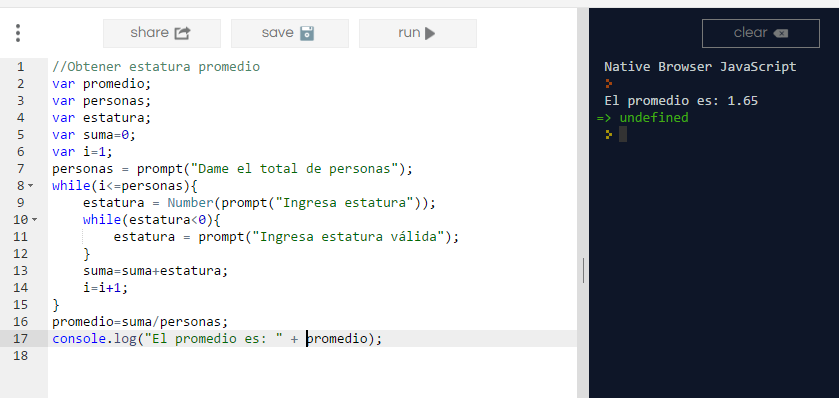 share save run clear
1 //Obtener estatura promedio
2 var promedio;
3 var personas;
4 var estatura;
5 var suma=0;
6 var i=1;
7 personas = prompt("Dame el total de personas");
8 while(i<=personas){
9     estatura = Number(prompt("Ingresa estatura"));
10     while(estatura<0){
11         estatura = prompt("Ingresa estatura válida");
12     }
13     suma=suma+estatura;
14     i=i+1;
15 }
16 promedio=suma/personas;
17 console.log("El promedio es: " + promedio);
18
Native Browser JavaScript
El promedio es: 1.65
=> undefined